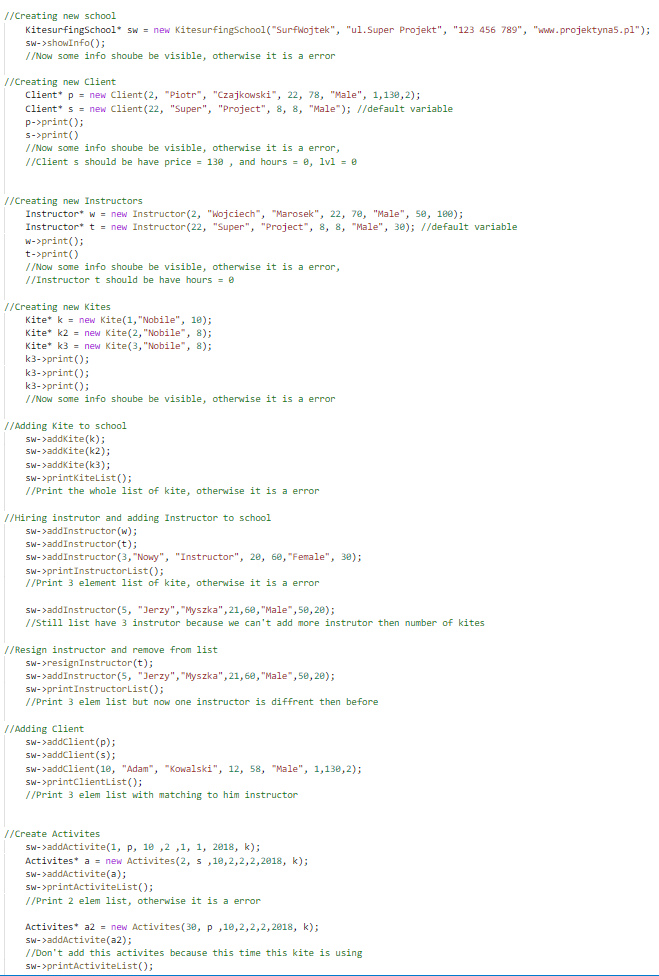 //Creating new school
KitesurfingSchool* sw = new KitesurfingSchool("SurfWojtek", "ul.Super Projekt", "123 456 789", "www.projektyna5.pl");
sw->showInfo();
//Now some info shoube be visible, otherwise it is a error
//Creating new Client
Client* p = new Client(2, "Piotr", "Czajkowski", 22, 78, "Male", 1,130,2);
Client* s = new Client(22, "Super", "Project", 8, 8, "Male"); //default variable
p->print();
s->print()
//Now some info shoube be visible, otherwise it is a error,
//Client s should be have price = 130 , and hours = 0, lvl = 0
//Creating new Instructors
Instructor* w = new Instructor(2, "Wojciech", "Marosek", 22, 70, "Male", 50, 100);
Instructor* t = new Instructor(22, "Super", "Project", 8, 8, "Male", 30); //default variable
w->print();
t->print()
//Now some info shoube be visible, otherwise it is a error,
//Instructor t should be have hours = 0
//Creating new Kites
Kite* k = new Kite(1,"Nobile", 10);
Kite* k2 = new Kite(2,"Nobile", 8);
Kite* k3 = new Kite(3,"Nobile", 8);
k3->print();
k3->print();
k3->print();
//Now some info shoube be visible, otherwise it is a error
//Adding Kite to school
sw->addKite(k);
sw->addKite(k2);
sw->addKite(k3);
sw->printKiteList();
//Print the whole list of kite, otherwise it is a error
//Hiring instrutor and adding Instructor to school
sw->addInstructor(w);
sw->addInstructor(t);
sw->addInstructor(3,"Nowy", "Instructor", 20, 60,"Female", 30);
sw->printInstructorList();
//Print 3 element list of kite, otherwise it is a error
sw->addInstructor(5, "Jerzy","Myszka",21,60,"Male",50,20);
//Still list have 3 instrutor because we can't add more instrutor then number of kites
//Resign instructor and remove from list
sw->resignInstructor(t);
sw->addInstructor(5, "Jerzy","Myszka",21,60,"Male",50,20);
sw->printInstructorList();
//Print 3 elem list but now one instructor is diffrent then before
//Adding Client
sw->addClient(p);
sw->addClient(s);
sw->addClient(10, "Adam", "Kowalski", 12, 58, "Male", 1,130,2);
sw->printClientList();
//Print 3 elem list with matching to him instructor
//Create Activites
sw->addActivite(1, p, 10 ,2 ,1, 1, 2018, k);
Activites* a = new Activites(2, s ,10,2,2,2,2018, k);
sw->addActivite(a);
sw->printActiviteList();
//Print 2 elem list, otherwise it is a error
Activites* a2 = new Activites(30, p ,10,2,2,2,2018, k);
sw->addActivite(a2);
//Don't add this activites because this time this kite is using
sw->printActiviteList();